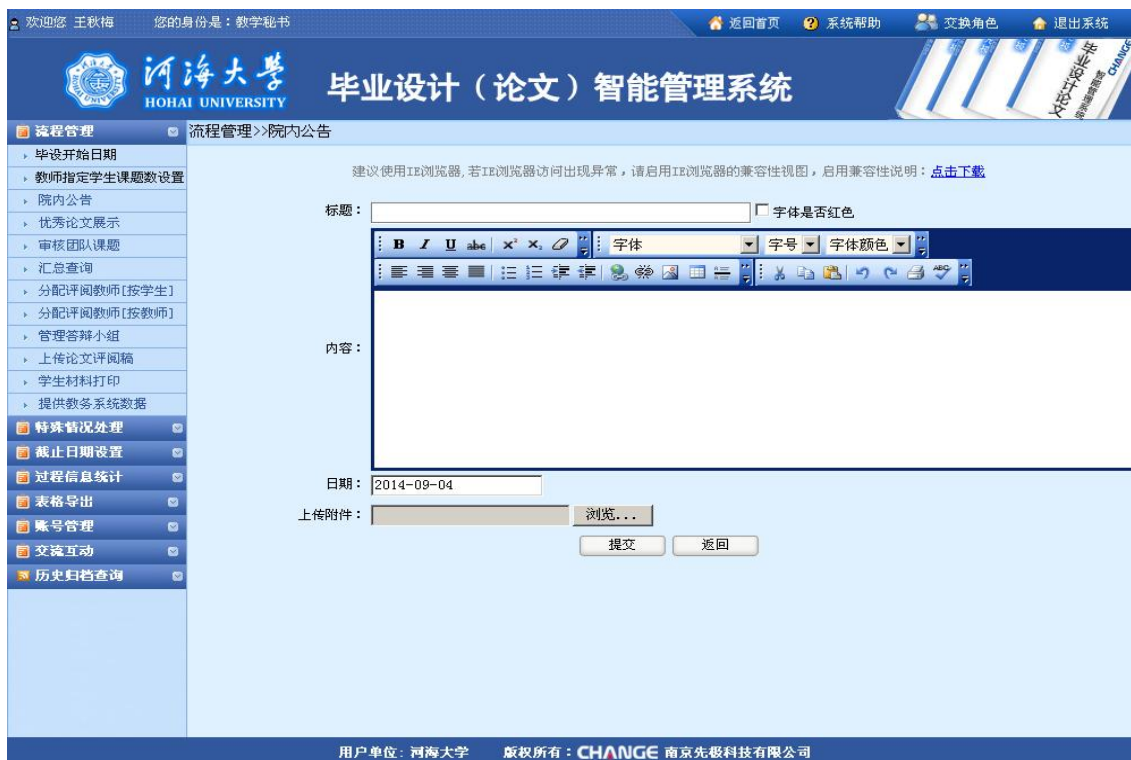 欢迎您 王秋梅 您的身份是：教学秘书 返回首页 系统帮助 交换角色 退出系统
河海大学
HOHAI UNIVERSITY
毕业设计（论文）智能管理系统
毕业设计论文
智能管理系统
CHANGE
流程管理
毕设开始日期
教师指定学生课题数设置
院内公告
优秀论文展示
审核团队课题
汇总查询
分配评阅教师[按学生]
分配评阅教师[按教师]
管理答辩小组
上传论文评阅稿
学生材料打印
提供教务系统数据
特殊情况处理
截止日期设置
过程信息统计
表格导出
账号管理
交流互动
历史归档查询
流程管理>>院内公告
建议使用IE浏览器,若IE浏览器访问出现异常，请启用IE浏览器的兼容性视图，启用兼容性说明：点击下载
标题： 字体是否红色
B I U abc x² x₂ 字体 字号 字体颜色
ABC
内容：
日期： 2014-09-04
上传附件： 浏览...
提交 返回
用户单位: 河海大学 版权所有：CHANGE 南京先极科技有限公司